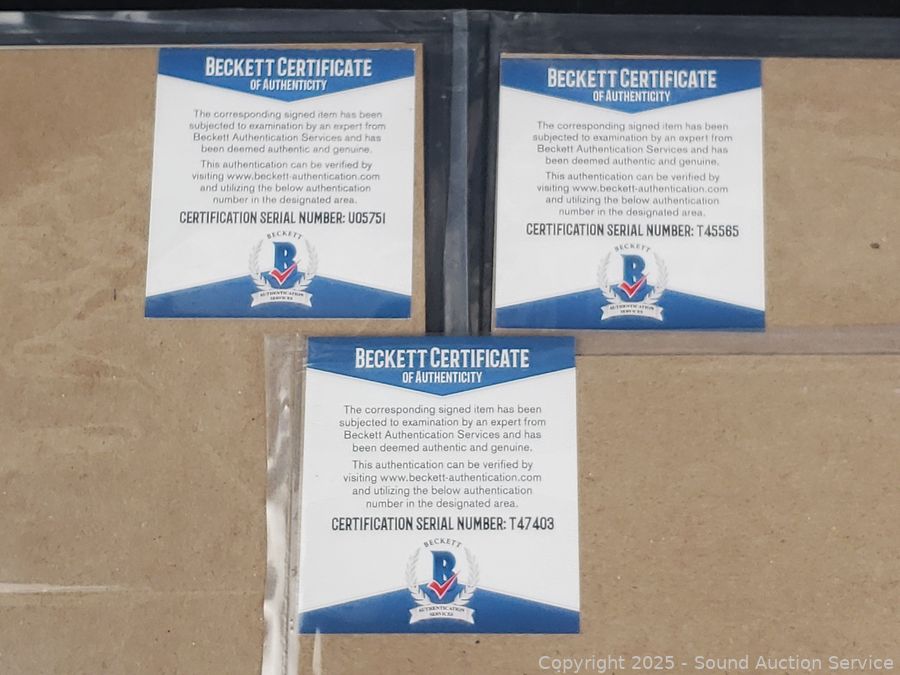 BECKETT CERTIFICATE
OF AUTHENTICITY
The corresponding signed item has been
subjected to examination by an expert from
Beckett Authentication Services and has
been deemed authentic and genuine.
This authentication can be verified by
visiting www.beckett-authentication.com
and utilizing the below authentication
number in the designated area.
CERTIFICATION SERIAL NUMBER: U05751
BECKETT
B
AUTHENTICATION
SERVICES
BECKETT CERTIFICATE
OF AUTHENTICITY
The corresponding signed item has been
subjected to examination by an expert from
Beckett Authentication Services and has
been deemed authentic and genuine.
This authentication can be verified by
visiting www.beckett-authentication.com
and utilizing the below authentication
number in the designated area.
CERTIFICATION SERIAL NUMBER: T45565
BECKETT
B
AUTHENTICATION
SERVICES
BECKETT CERTIFICATE
OF AUTHENTICITY
The corresponding signed item has been
subjected to examination by an expert from
Beckett Authentication Services and has
been deemed authentic and genuine.
This authentication can be verified by
visiting www.beckett-authentication.com
and utilizing the below authentication
number in the designated area.
CERTIFICATION SERIAL NUMBER: T47403
BECKETT
B
AUTHENTICATION
SERVICES
Copyright 2025 - Sound Auction Service